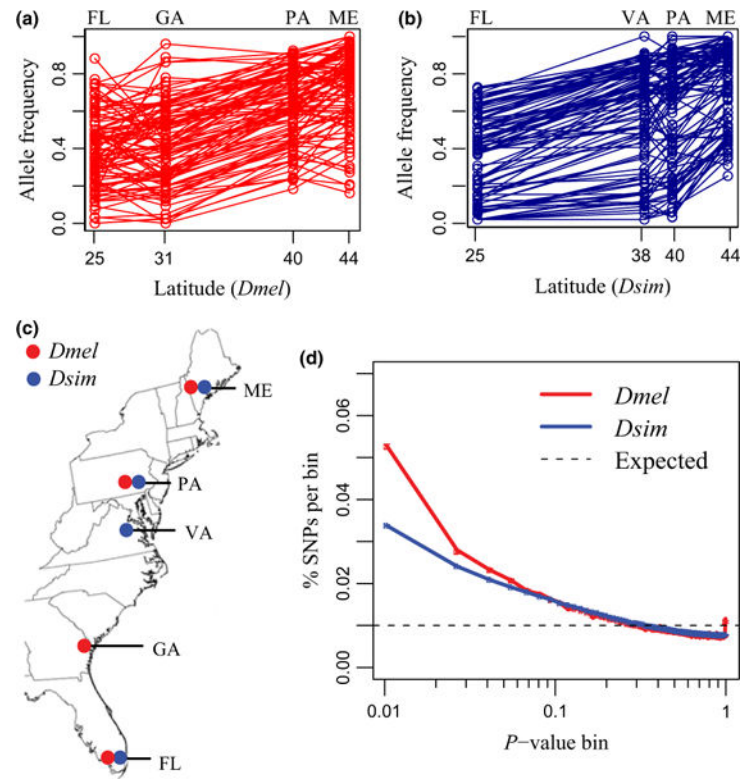 (a)
FL GA PA ME
Allele frequency
0.0 0.4 0.8
25 31 40 44
Latitude (Dmel)
(b)
FL VA PA ME
Allele frequency
0.0 0.4 0.8
25 38 40 44
Latitude (Dsim)
(c)
Dmel
Dsim
ME
PA
VA
GA
FL
(d)
Dmel
Dsim
Expected
% SNPs per bin
0.00 0.02 0.04 0.06
0.01 0.1 1
P−value bin